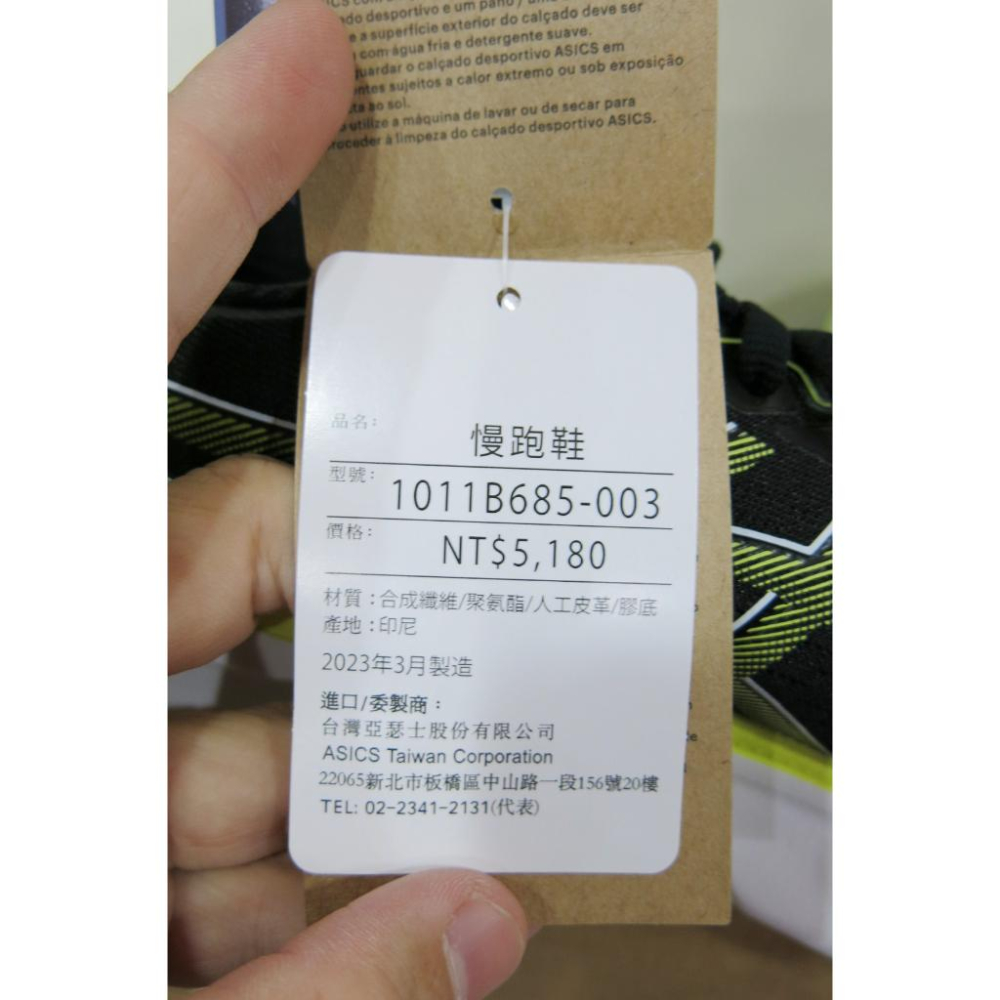 ado desportivo e um pano / uma
e a superfície exterior do calçado deve ser
com água fria e detergente suave.
guardar o calçado desportivo ASICS em
entes sujeitos a calor extremo ou sob exposição
ta ao sol.
utilize a máquina de lavar ou de secar para
roceder à limpeza do calçado desportivo ASICS.
品名:
慢跑鞋
型號:
1011B685-003
價格:
NT$5,180
材質:合成纖維/聚氨酯/人工皮革/膠底
產地:印尼
2023年3月製造
進口/委製商:
台灣亞瑟士股份有限公司
ASICS Taiwan Corporation
22065新北市板橋區中山路一段156號20樓
TEL: 02-2341-2131(代表)